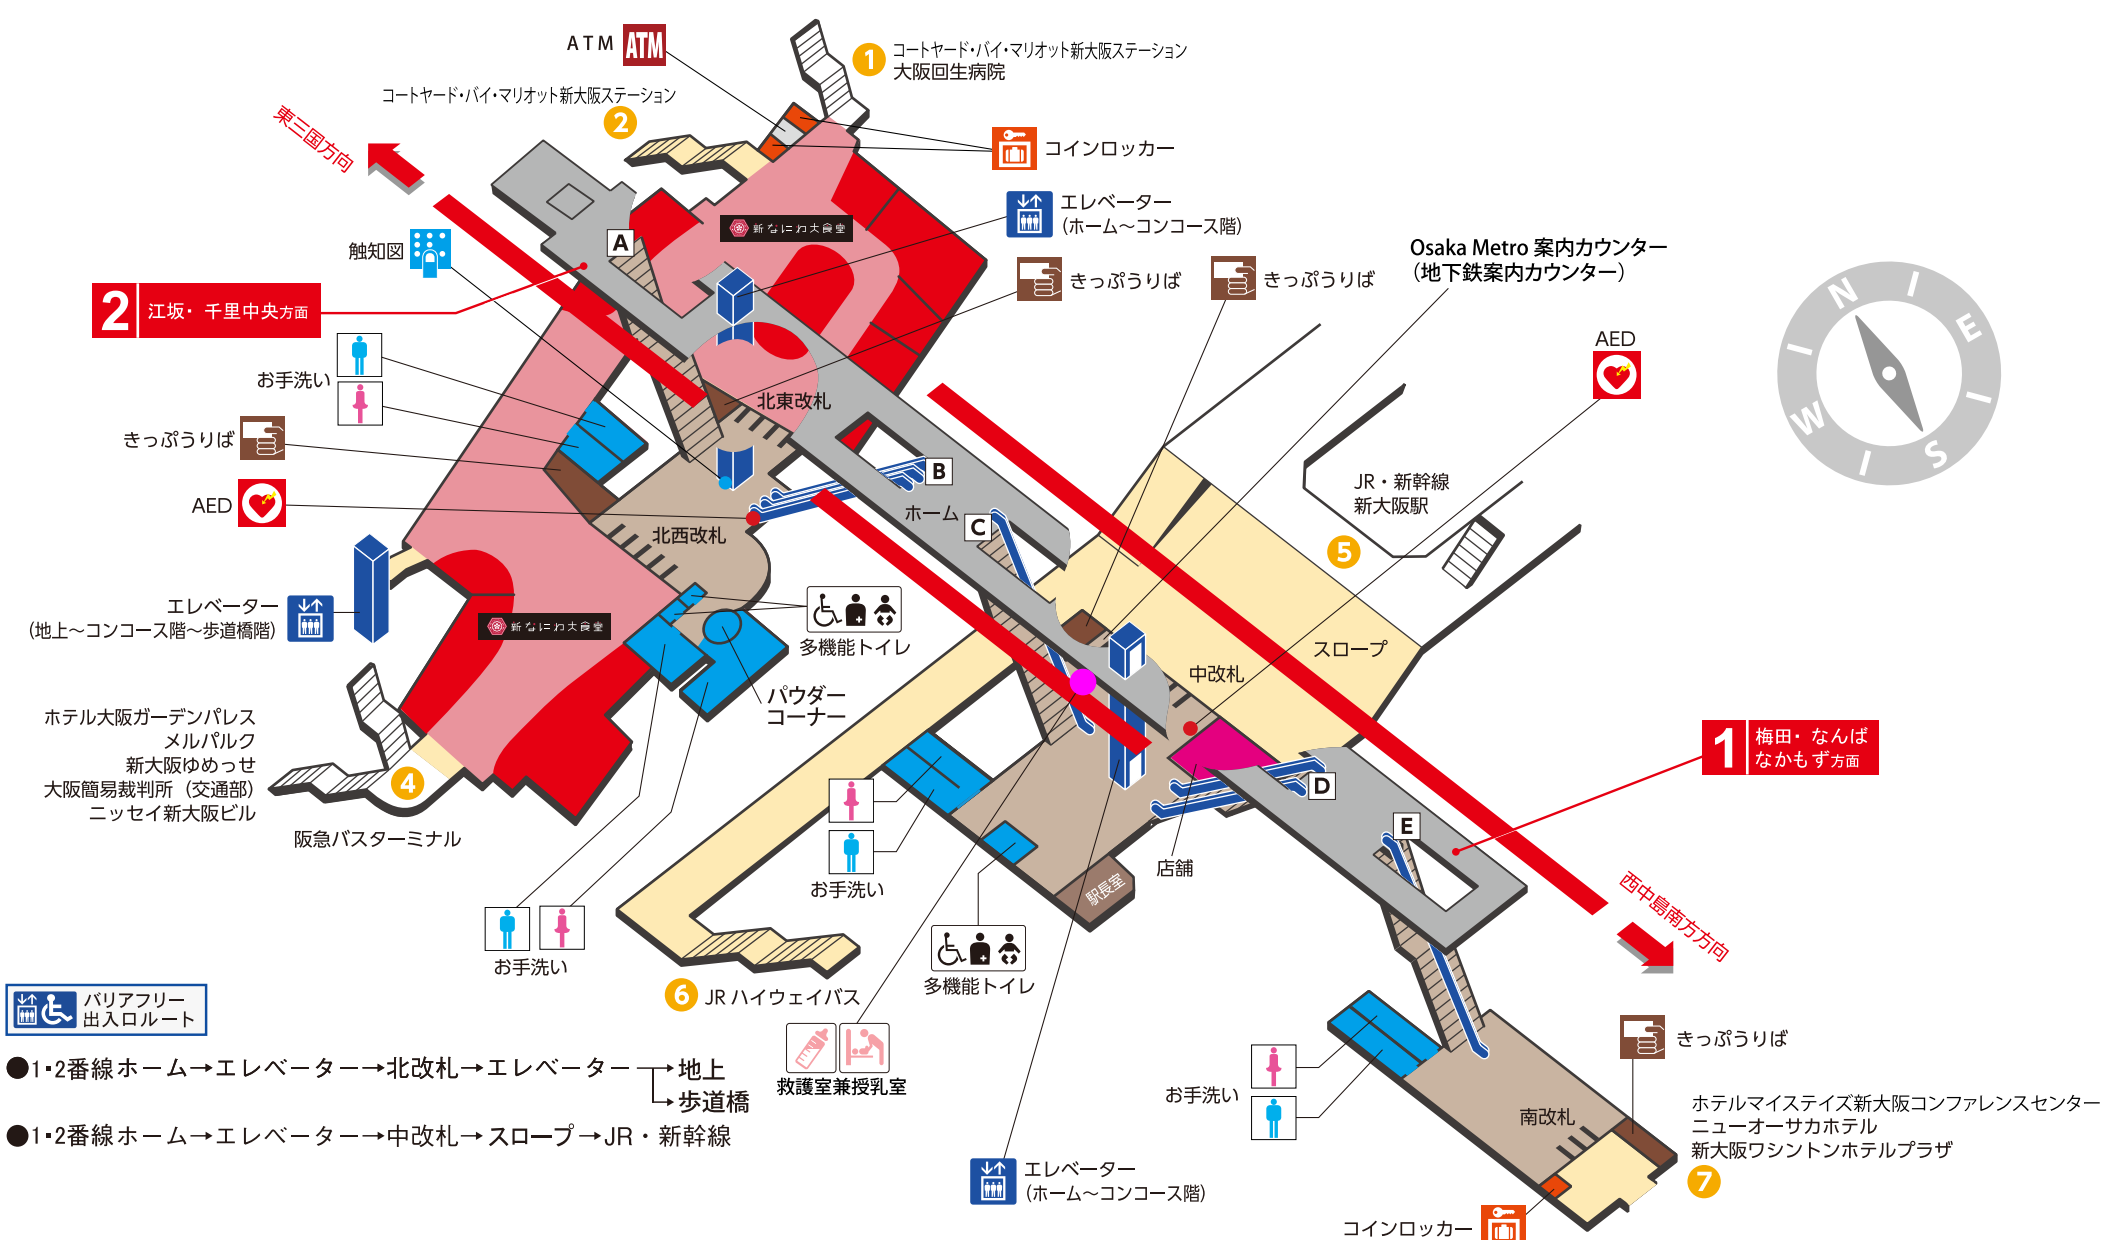 ATM
ATM
1
コートヤード・バイ・マリオット新大阪ステーション
大阪回生病院
コートヤード・バイ・マリオット新大阪ステーション
2
東三国方向
コインロッカー
エレベーター
(ホーム～コンコース階)
A
新なにわ大食堂
触知図
きっぷうりば
きっぷうりば
Osaka Metro 案内カウンター
(地下鉄案内カウンター)
N
E
S
W
2
江坂・千里中央方面
AED
お手洗い
北東改札
きっぷうりば
B
JR・新幹線
新大阪駅
AED
ホーム
C
北西改札
5
エレベーター
(地上～コンコース階～歩道橋階)
新なにわ大食堂
多機能トイレ
スロープ
中改札
パウダー
コーナー
ホテル大阪ガーデンパレス
メルパルク
新大阪ゆめっせ
大阪簡易裁判所（交通部）
ニッセイ新大阪ビル
4
阪急バスターミナル
1
梅田・なんば
なかもず方面
D
E
店舗
お手洗い
駅長室
西中島南方方向
お手洗い
多機能トイレ
6
JRハイウェイバス
救護室兼授乳室
バリアフリー
出入口ルート
●1・2番線ホーム→エレベーター→北改札→エレベーター→地上
→歩道橋
●1・2番線ホーム→エレベーター→中改札→スロープ→JR・新幹線
きっぷうりば
お手洗い
南改札
ホテルマイステイズ新大阪コンファレンスセンター
ニューオーサカホテル
新大阪ワシントンホテルプラザ
7
エレベーター
(ホーム～コンコース階)
コインロッカー